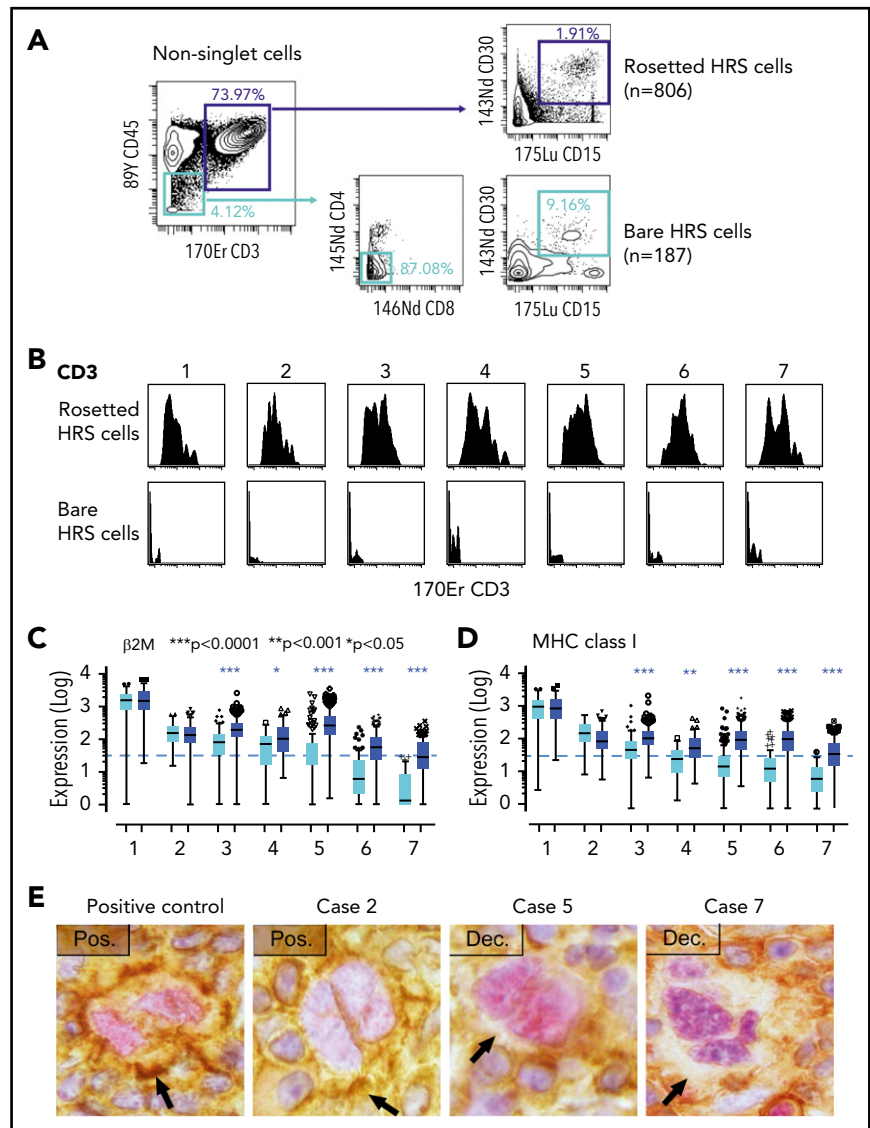 A
Non-singlet cells
73.97%
89Y CD45
4.12%
170Er CD3
1.91%
143Nd CD30
175Lu CD15
Rosetted HRS cells
(n=806)
145Nd CD4
87.08%
146Nd CD8
143Nd CD30
9.16%
175Lu CD15
Bare HRS cells
(n=187)
B
CD3 1 2 3 4 5 6 7
Rosetted
HRS cells
Bare
HRS cells
170Er CD3
C
β2M ***p<0.0001 **p<0.001 *p<0.05
*** * *** *** ***
Expression (Log)
4
3
2
1
0
1 2 3 4 5 6 7
D
MHC class I
*** ** *** *** ***
Expression (Log)
4
3
2
1
0
1 2 3 4 5 6 7
E
Positive control Case 2 Case 5 Case 7
Pos. Pos. Dec. Dec.